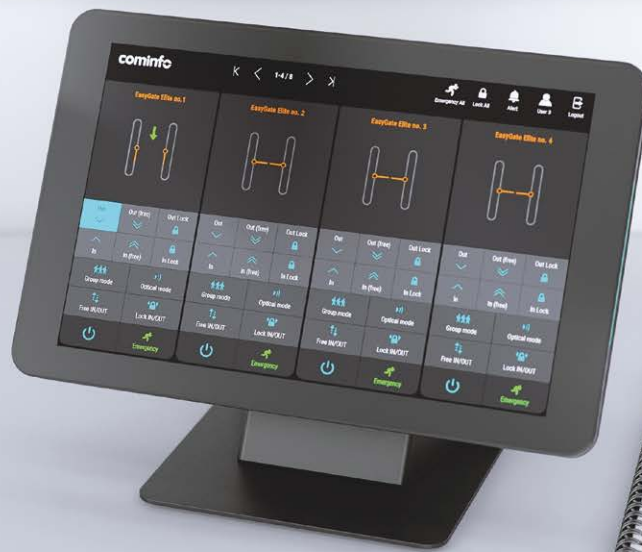 cominfo
1-4 / 8
Emergency All
Lock All
Alert
User 9
Logout
EasyGate Elite no. 1
Out
Out (free)
Out Lock
In
In (free)
In Lock
Group mode
Optical mode
Free IN/OUT
Lock IN/OUT
Emergency
EasyGate Elite no. 2
Out
Out (free)
Out Lock
In
In (free)
In Lock
Group mode
Optical mode
Free IN/OUT
Lock IN/OUT
Emergency
EasyGate Elite no. 3
Out
Out (free)
Out Lock
In
In (free)
In Lock
Group mode
Optical mode
Free IN/OUT
Lock IN/OUT
Emergency
EasyGate Elite no. 4
Out
Out (free)
Out Lock
In
In (free)
In Lock
Group mode
Optical mode
Free IN/OUT
Lock IN/OUT
Emergency